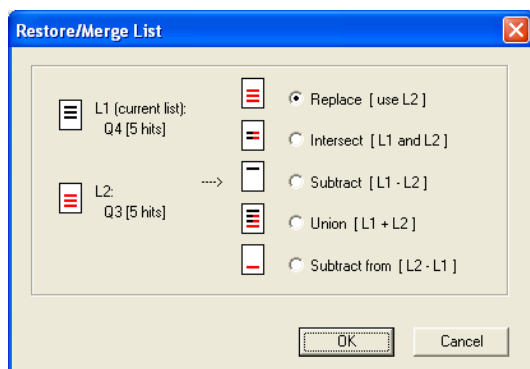 Restore/Merge List
L1 (current list):
Q4 [5 hits]
L2:
Q3 [5 hits]
---->
Replace [ use L2 ]
Intersect [ L1 and L2 ]
Subtract [ L1 - L2 ]
Union [ L1 + L2 ]
Subtract from [ L2 - L1 ]
OK
Cancel